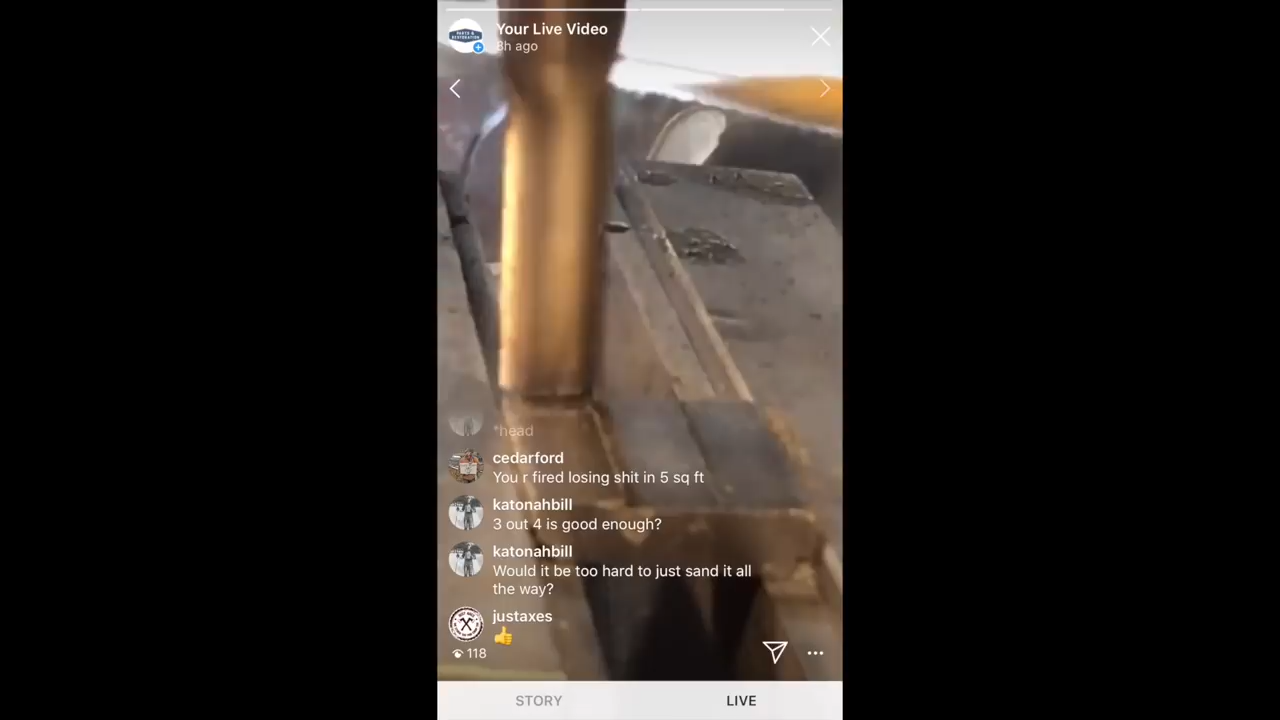 PARTS &
RESTORATION
Your Live Video
8h ago
*head
cedarford
You r fired losing shit in 5 sq ft
katonahbill
3 out 4 is good enough?
katonahbill
Would it be too hard to just sand it all
the way?
justaxes
👍
118
STORY
LIVE